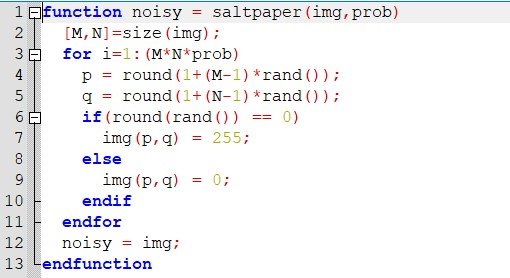 1 function noisy = saltpaper(img,prob)
2 [M,N]=size(img);
3 for i=1:(M*N*prob)
4 p = round(1+(M-1)*rand());
5 q = round(1+(N-1)*rand());
6 if(round(rand()) == 0)
7 img(p,q) = 255;
8 else
9 img(p,q) = 0;
10 endif
11 endfor
12 noisy = img;
13 endfunction